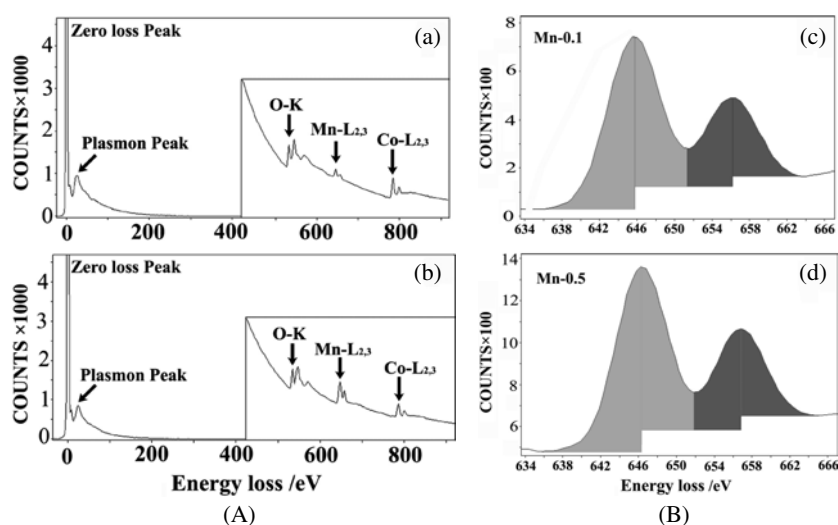 Zero loss Peak
(a)
COUNTS×1000
4
3
2
1
0
Plasmon Peak
O-K
Mn-L2,3
Co-L2,3
0 200 400 600 800
Zero loss Peak
(b)
COUNTS ×1000
4
3
2
1
0
Plasmon Peak
O-K
Mn-L2,3
Co-L2,3
0 200 400 600 800
Energy loss /eV
(A)
Mn-0.1
(c)
COUNTS×100
8
6
4
2
0
634 638 642 646 650 654 658 662 666
Mn-0.5
(d)
COUNTS×100
14
12
10
8
6
634 638 642 646 650 654 658 662 666
Energy loss /eV
(B)